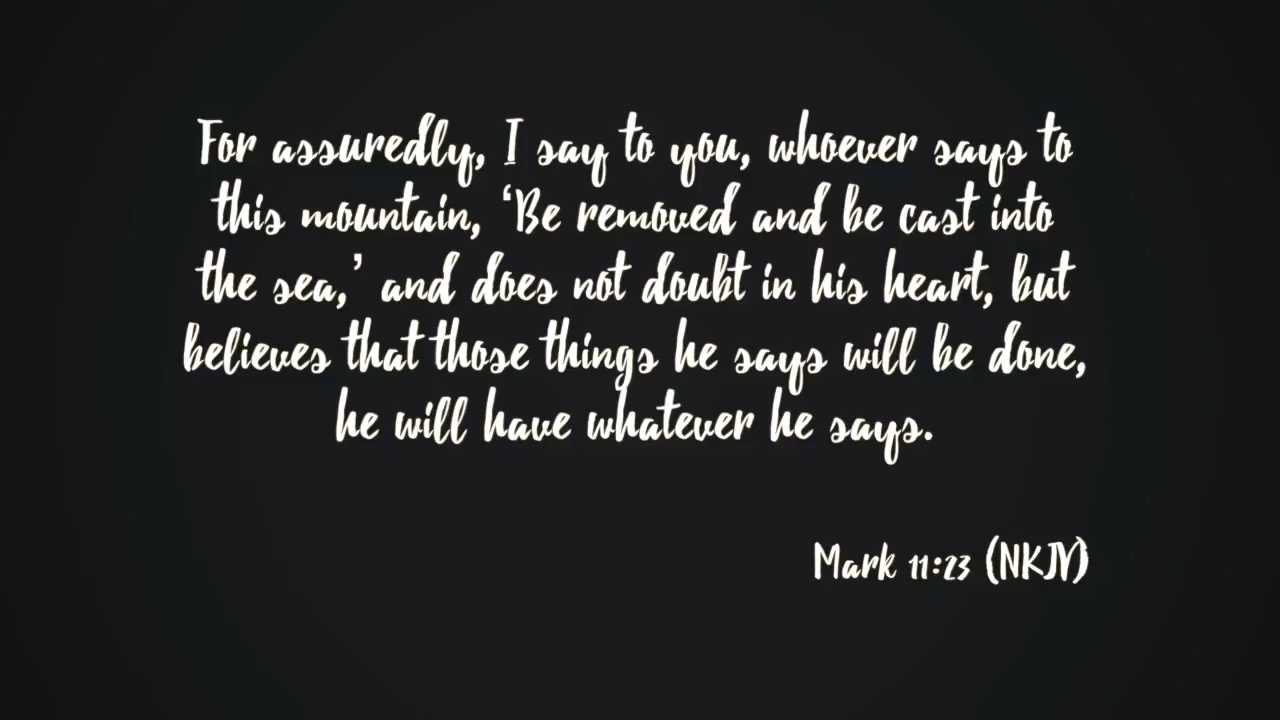 For assuredly, I say to you, whoever says to
this mountain, ‘Be removed and be cast into
the sea,’ and does not doubt in his heart, but
believes that those things he says will be done,
he will have whatever he says.
Mark 11:23 (NKJV)